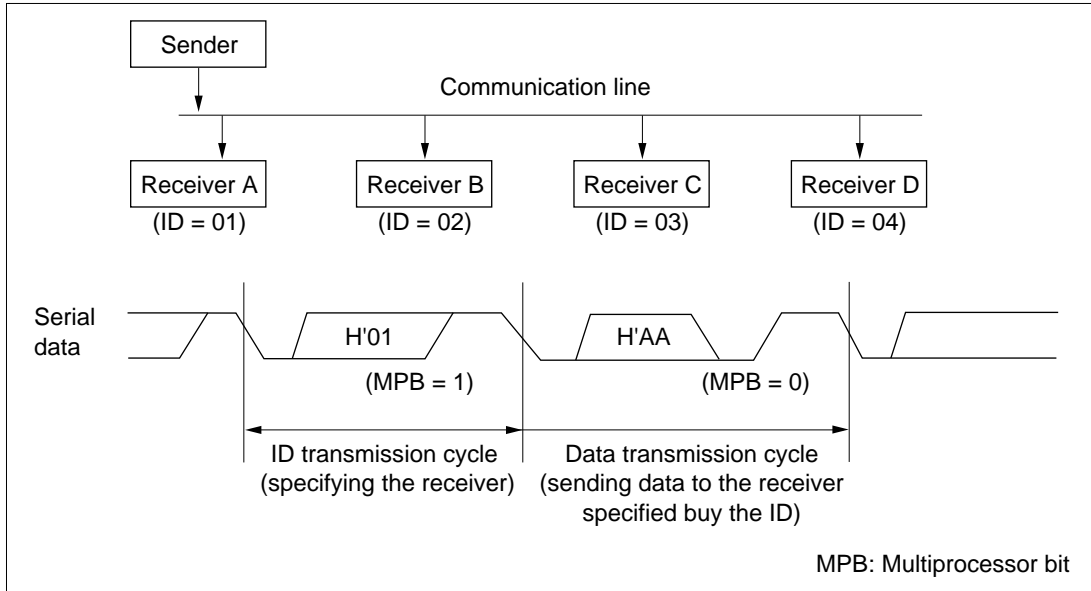 Sender
Communication line
Receiver A
Receiver B
Receiver C
Receiver D
(ID = 01)
(ID = 02)
(ID = 03)
(ID = 04)
Serial
data
H'01
H'AA
(MPB = 1)
(MPB = 0)
ID transmission cycle
(specifying the receiver)
Data transmission cycle
(sending data to the receiver
specified buy the ID)
MPB: Multiprocessor bit